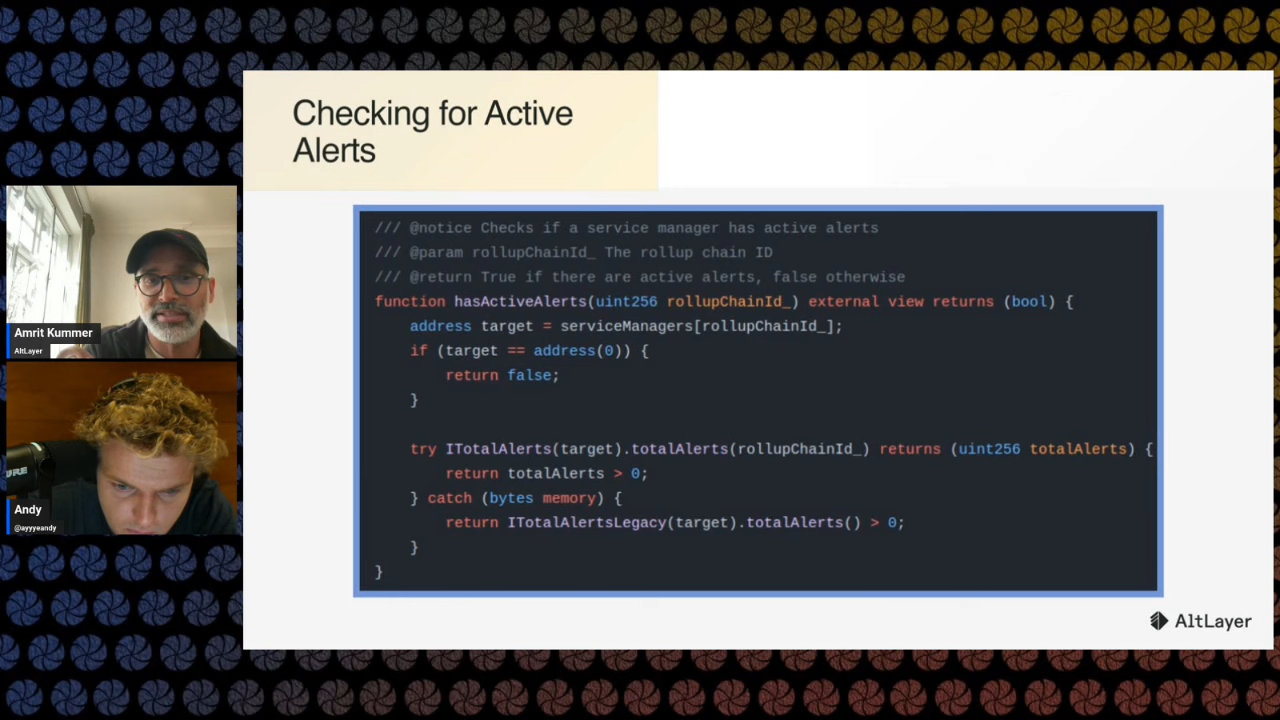 Checking for Active
Alerts
/// @notice Checks if a service manager has active alerts
/// @param rollupChainId_ The rollup chain ID
/// @return True if there are active alerts, false otherwise
function hasActiveAlerts(uint256 rollupChainId_) external view returns (bool) {
address target = serviceManagers[rollupChainId_];
if (target == address(0)) {
return false;
}
try ITotalAlerts(target).totalAlerts(rollupChainId_) returns (uint256 totalAlerts) {
return totalAlerts > 0;
} catch (bytes memory) {
return ITotalAlertsLegacy(target).totalAlerts() > 0;
}
}
AltLayer
Amrit Kummer
AltLayer
Andy
@ayyyeandy